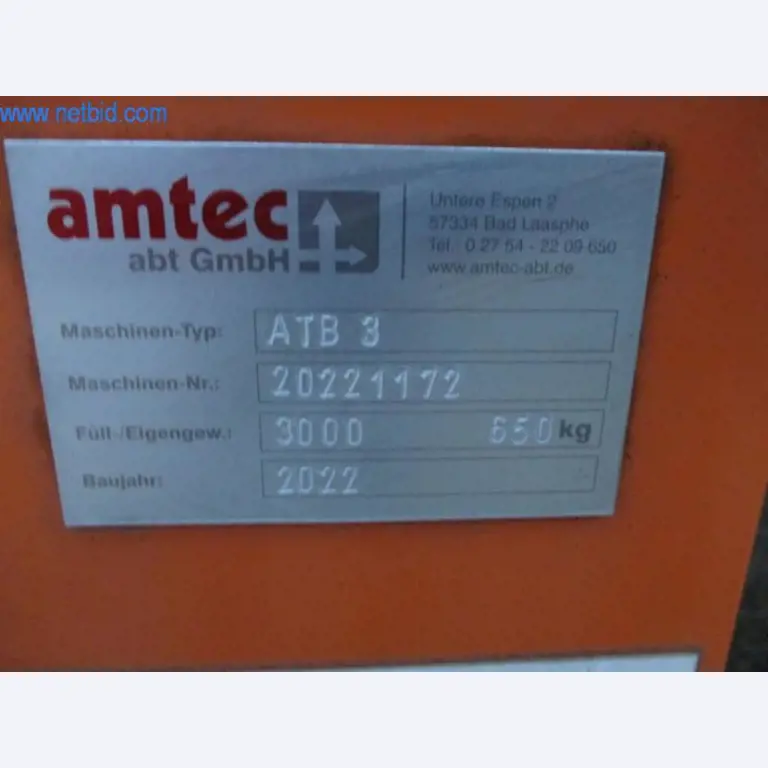 www.netbid.com
amtec
abt GmbH
Untere Espen 2
57334 Bad Laasphe
Tel. 0 27 54 - 22 09 650
www.amtec-abt.de
Maschinen-Typ: ATB 3
Maschinen-Nr.: 20221172
Füll-/Eigengew.: 3000 650 kg
Baujahr: 2022